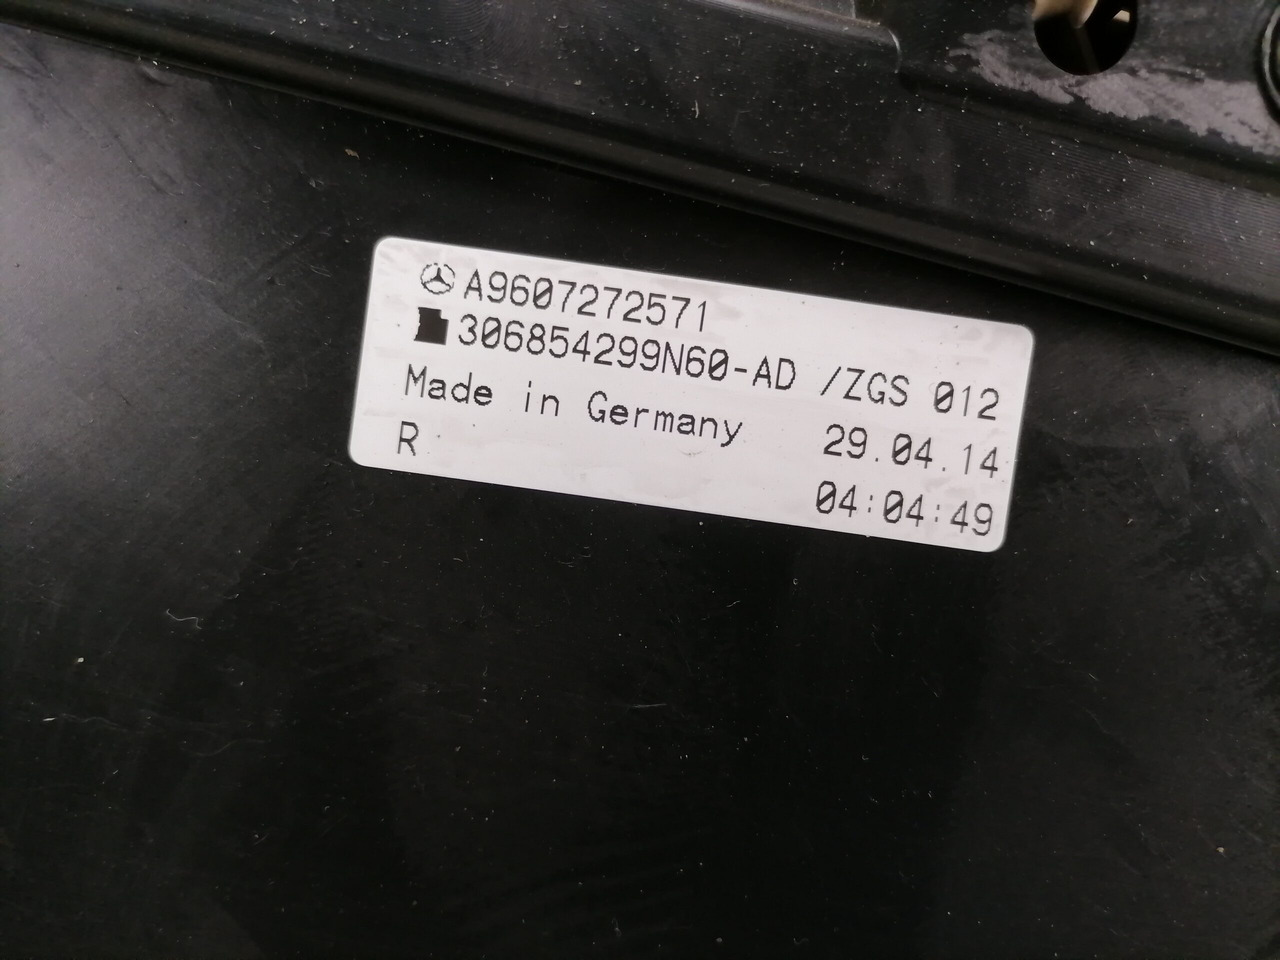 A9607272571
306854299N60-AD /ZGS 012
Made in Germany 29.04.14
R 04:04:49